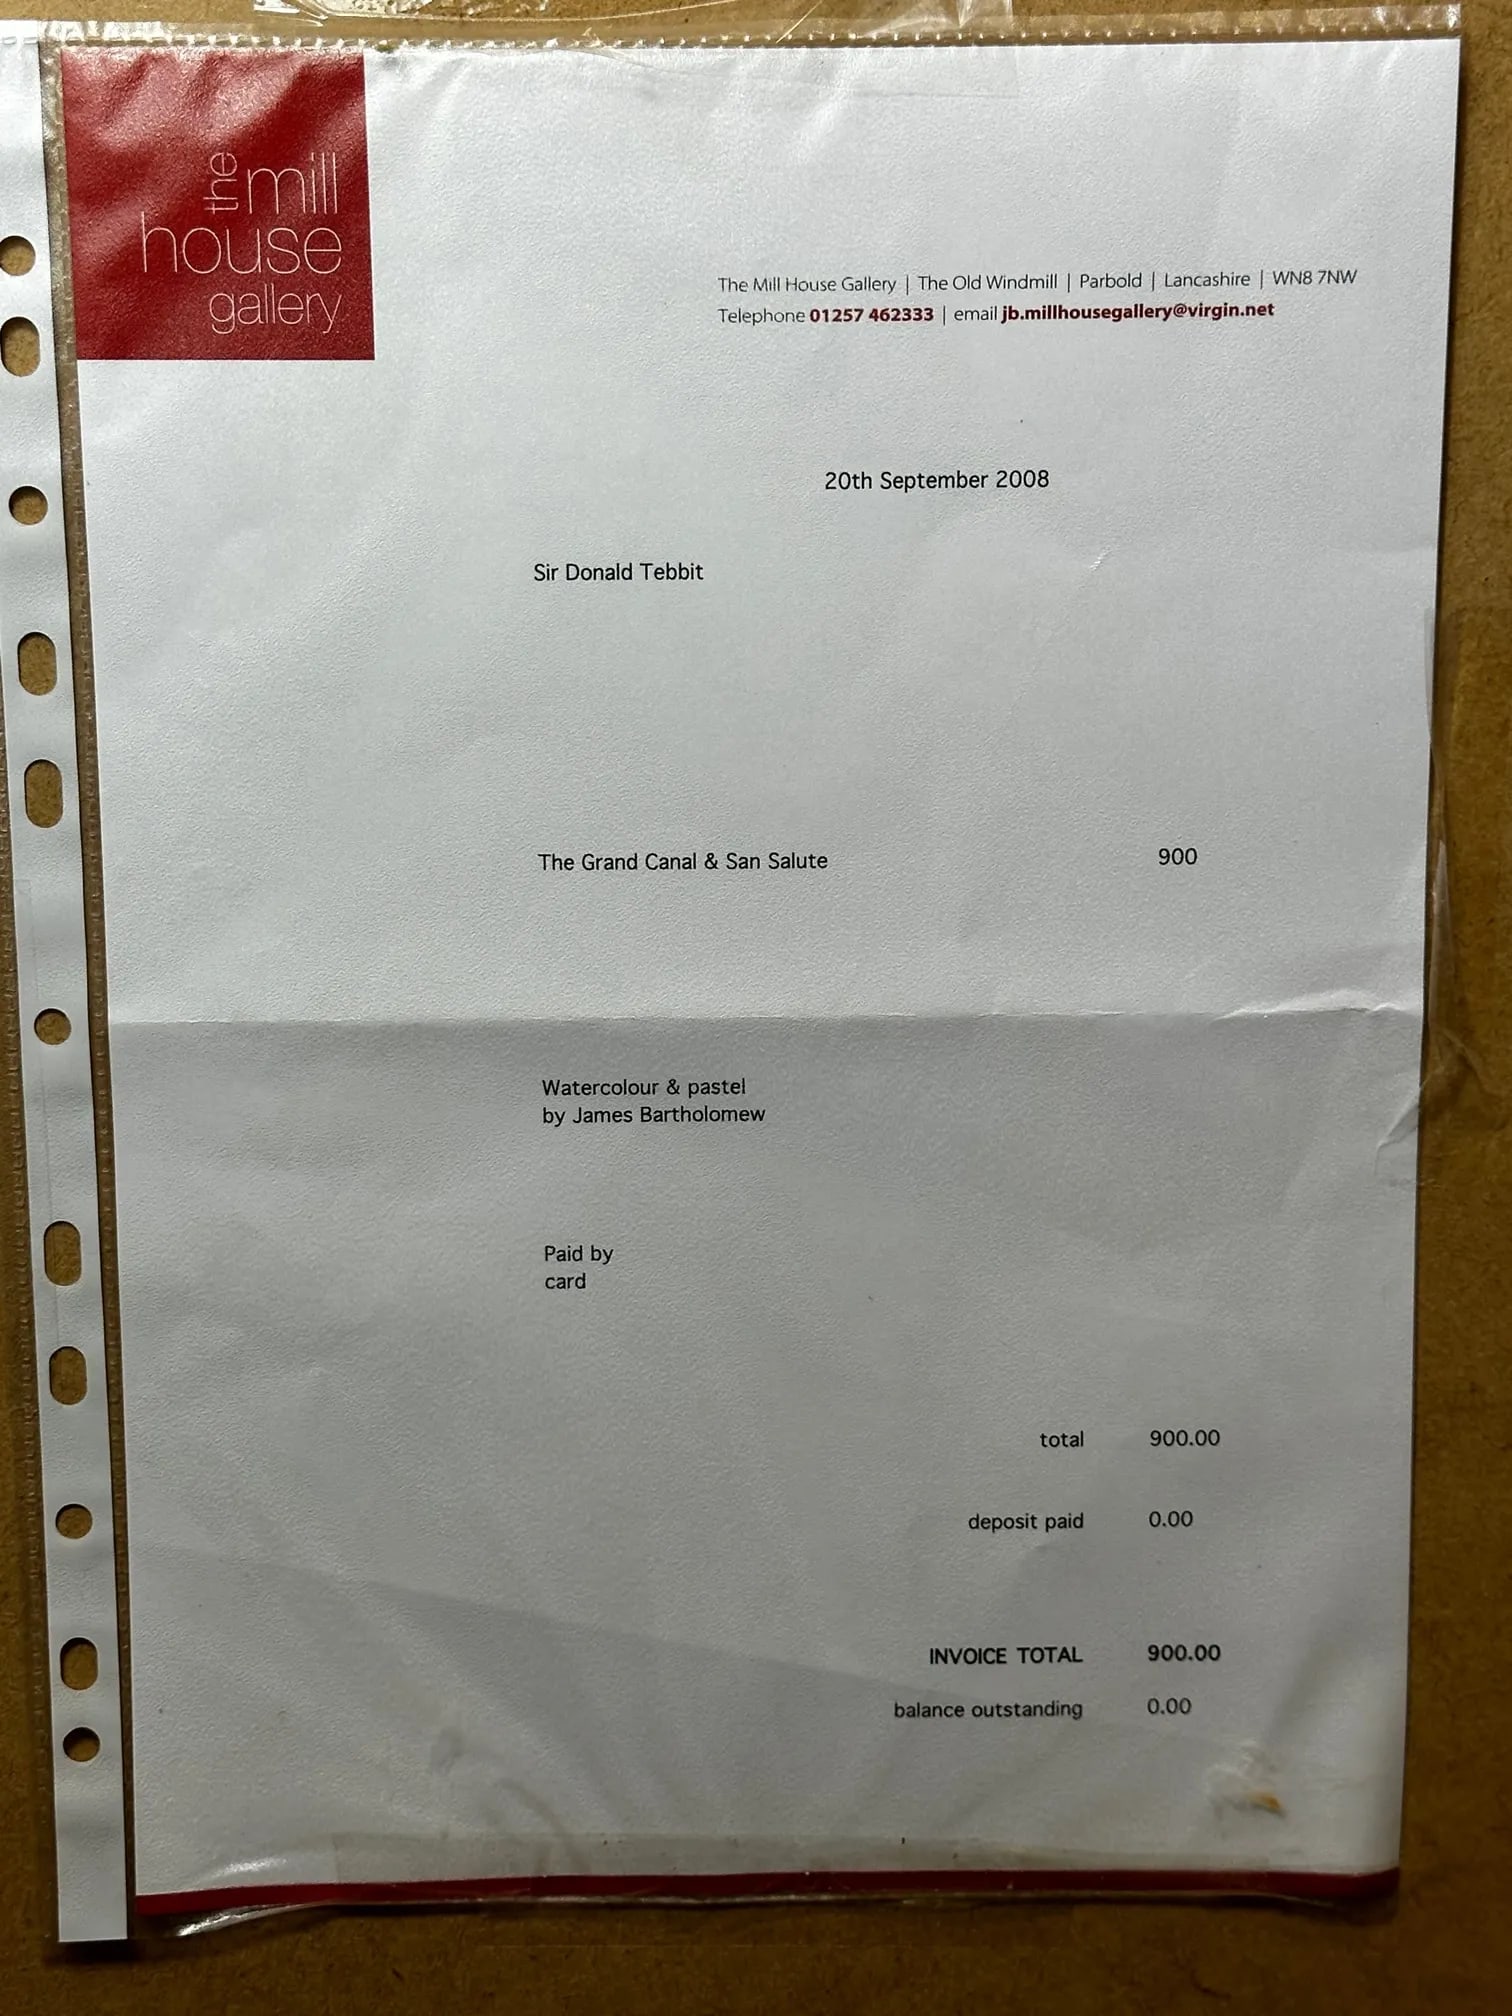 the mill
house
gallery
The Mill House Gallery | The Old Windmill | Parbold | Lancashire | WN8 7NW
Telephone 01257 462333 | email jb.millhousegallery@virgin.net
20th September 2008
Sir Donald Tebbit
The Grand Canal & San Salute 900
Watercolour & pastel
by James Bartholomew
Paid by
card
total 900.00
deposit paid 0.00
INVOICE TOTAL 900.00
balance outstanding 0.00